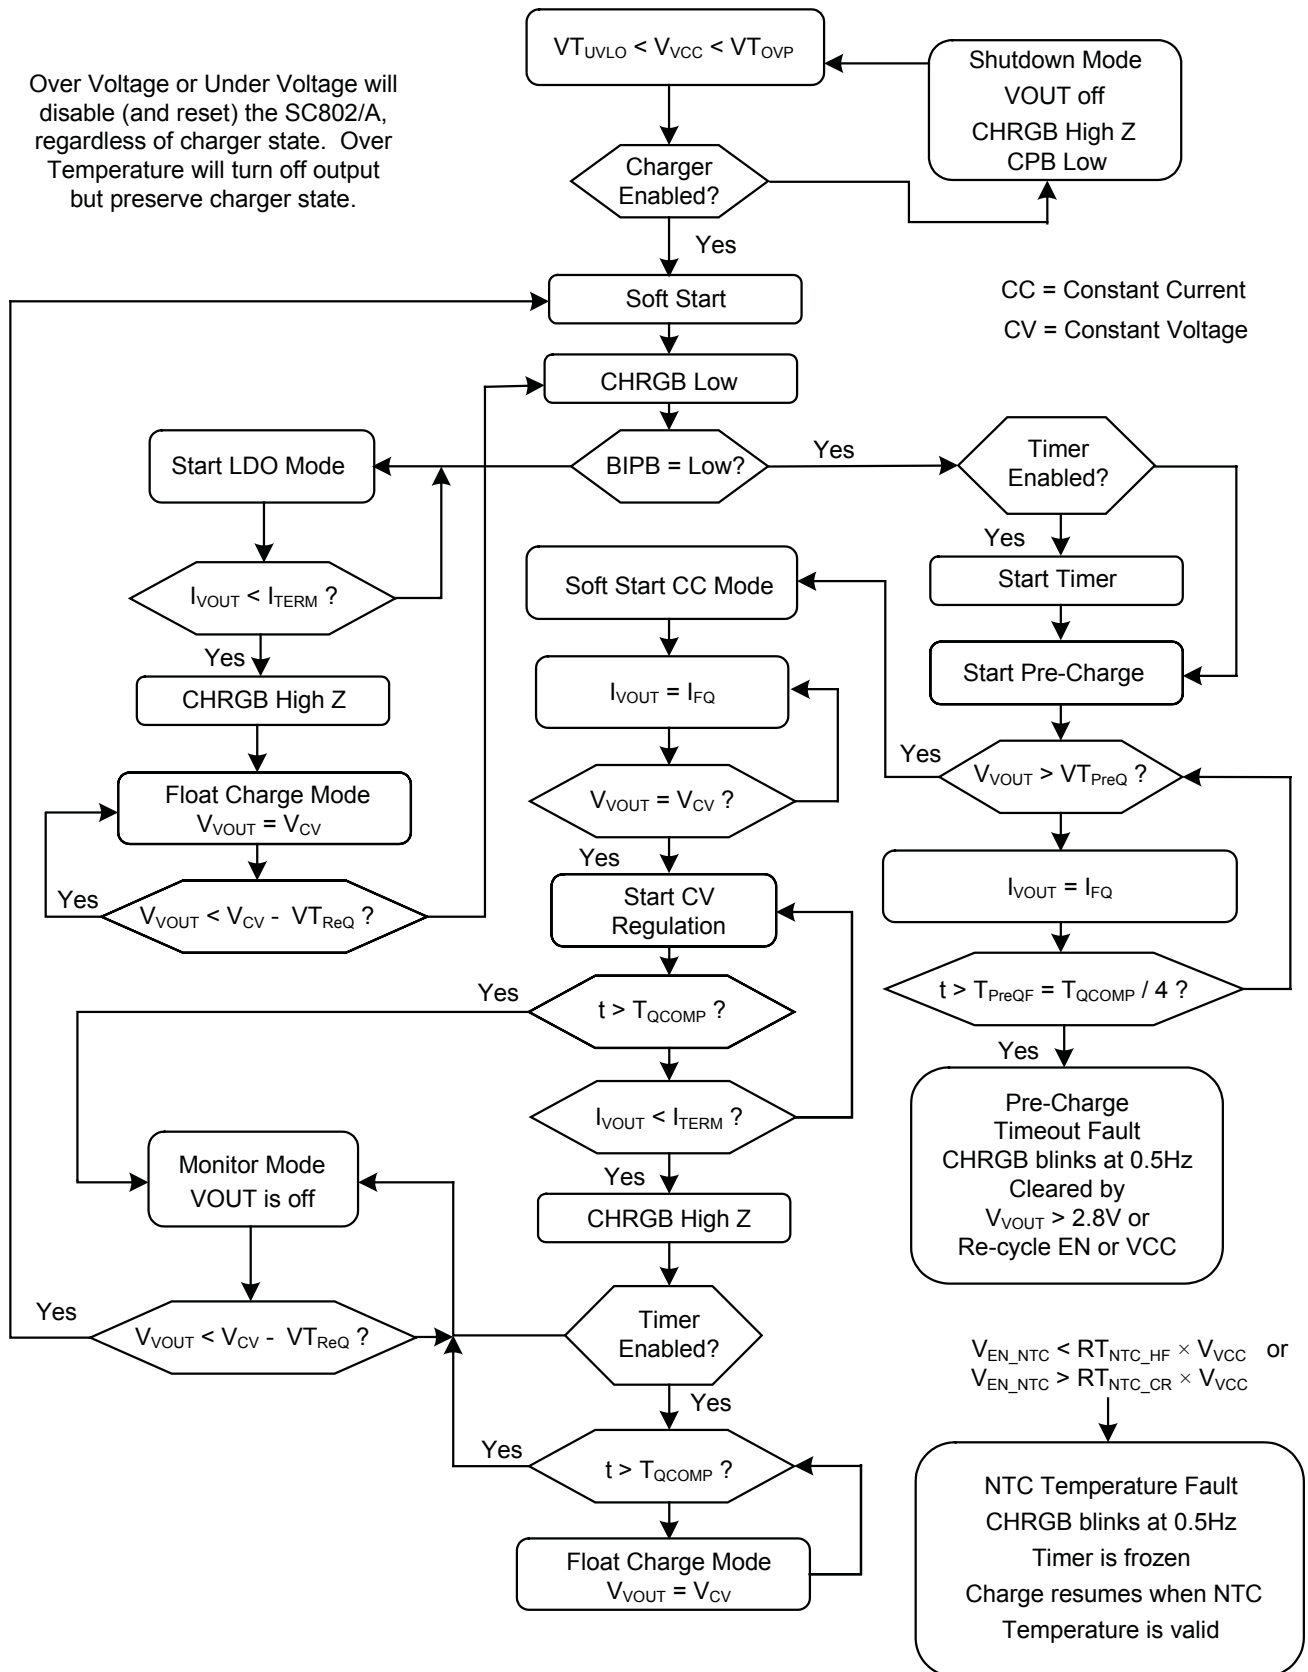 VT_UVLO < V_VCC < VT_OVP
Shutdown Mode
VOUT off
CHRGB High Z
CPB Low
Over Voltage or Under Voltage will
disable (and reset) the SC802/A,
regardless of charger state. Over
Temperature will turn off output
but preserve charger state.
Charger
Enabled?
Yes
Soft Start
CC = Constant Current
CV = Constant Voltage
CHRGB Low
Start LDO Mode
BIPB = Low?
Yes
Timer
Enabled?
Yes
Start Timer
Soft Start CC Mode
I_VOUT < I_TERM ?
Yes
Start Pre-Charge
CHRGB High Z
I_VOUT = I_FQ
Yes
V_VOUT > VT_PreQ ?
Float Charge Mode
V_VOUT = V_CV
V_VOUT = V_CV ?
Yes
I_VOUT = I_FQ
Yes
V_VOUT < V_CV - VT_ReQ ?
Start CV
Regulation
Yes
t > T_QCOMP ?
t > T_PreQF = T_QCOMP / 4 ?
Yes
I_VOUT < I_TERM ?
Yes
Pre-Charge
Timeout Fault
CHRGB blinks at 0.5Hz
Cleared by
V_VOUT > 2.8V or
Re-cycle EN or VCC
Monitor Mode
VOUT is off
CHRGB High Z
Yes
V_VOUT < V_CV - VT_ReQ ?
Timer
Enabled?
Yes
V_EN_NTC < RT_NTC_HF × V_VCC or
V_EN_NTC > RT_NTC_CR × V_VCC
Yes
t > T_QCOMP ?
Float Charge Mode
V_VOUT = V_CV
NTC Temperature Fault
CHRGB blinks at 0.5Hz
Timer is frozen
Charge resumes when NTC
Temperature is valid